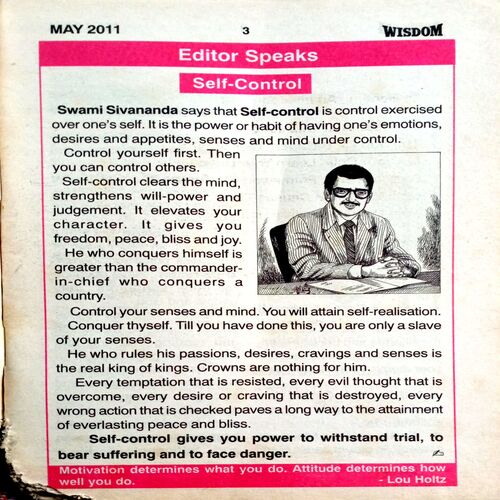 MAY 2011 3 WISDOM
Editor Speaks
Self-Control
Swami Sivananda says that Self-control is control exercised
over one's self. It is the power or habit of having one's emotions,
desires and appetites, senses and mind under control.
Control yourself first. Then
you can control others.
Self-control clears the mind,
strengthens will-power and
judgement. It elevates your
character. It gives you
freedom, peace, bliss and joy.
He who conquers himself is
greater than the commander-
in-chief who conquers a
country.
Control your senses and mind. You will attain self-realisation.
Conquer thyself. Till you have done this, you are only a slave
of your senses.
He who rules his passions, desires, cravings and senses is
the real king of kings. Crowns are nothing for him.
Every temptation that is resisted, every evil thought that is
overcome, every desire or craving that is destroyed, every
wrong action that is checked paves a long way to the attainment
of everlasting peace and bliss.
Self-control gives you power to withstand trial, to
bear suffering and to face danger.
Motivation determines what you do. Attitude determines how
well you do. - Lou Holtz